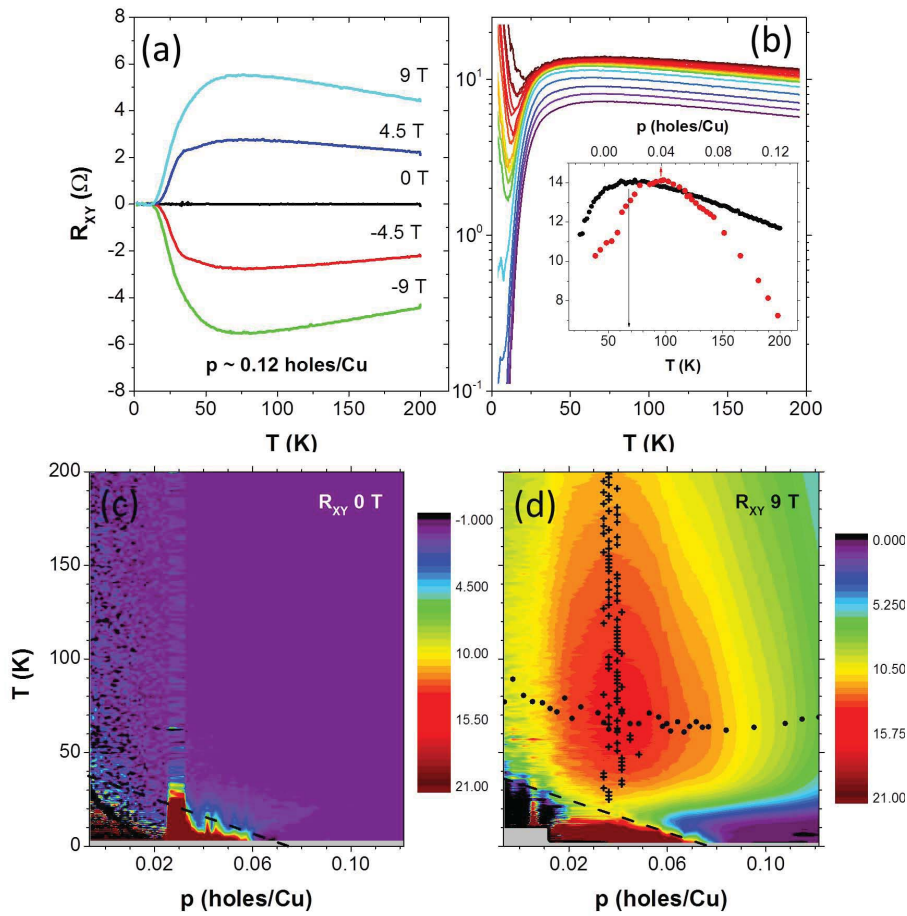 (a)
8
6
4
2
0
-2
-4
-6
-8
R_XY (Ω)
9 T
4.5 T
0 T
-4.5 T
-9 T
p ~ 0.12 holes/Cu
0 50 100 150 200
T (K)
(b)
10^1
10^0
10^-1
p (holes/Cu)
0.00 0.04 0.08 0.12
14
12
10
8
50 100 150 200
T (K)
0 50 100 150 200
T (K)
(c)
R_XY 0 T
200
150
100
50
0
T (K)
0.02 0.06 0.10
p (holes/Cu)
-1.000
4.500
10.00
15.50
21.00
(d)
R_XY 9 T
0.02 0.06 0.10
p (holes/Cu)
0.000
5.250
10.50
15.75
21.00